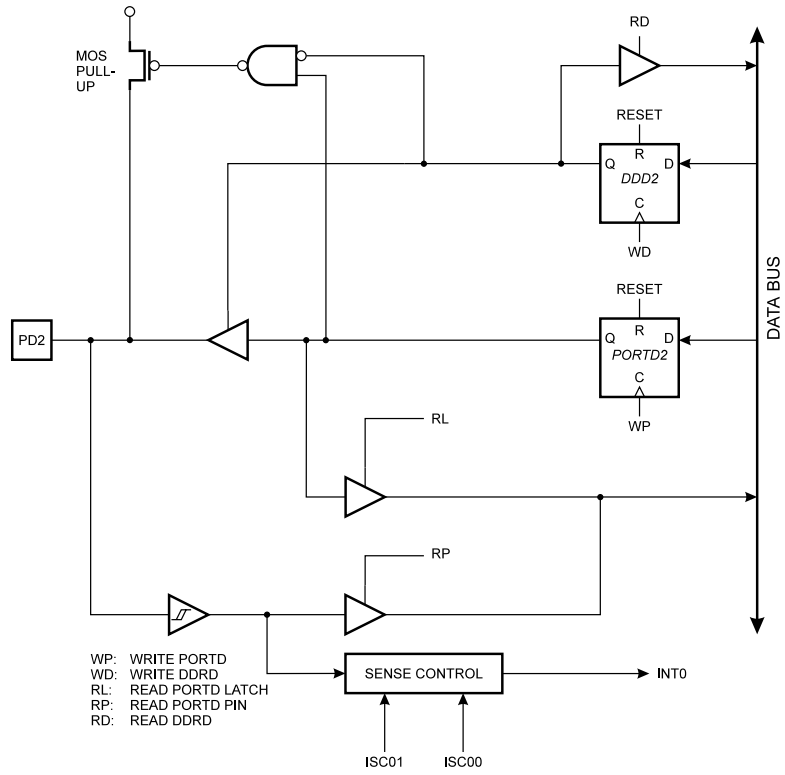 RD
MOS
PULL-
UP
RESET
R
Q
D
DDD2
C
WD
DATA BUS
RESET
R
PD2
Q
D
PORTD2
C
WP
RL
RP
WP: WRITE PORTD
WD: WRITE DDRD
RL: READ PORTD LATCH
RP: READ PORTD PIN
RD: READ DDRD
SENSE CONTROL
INT0
ISC01
ISC00